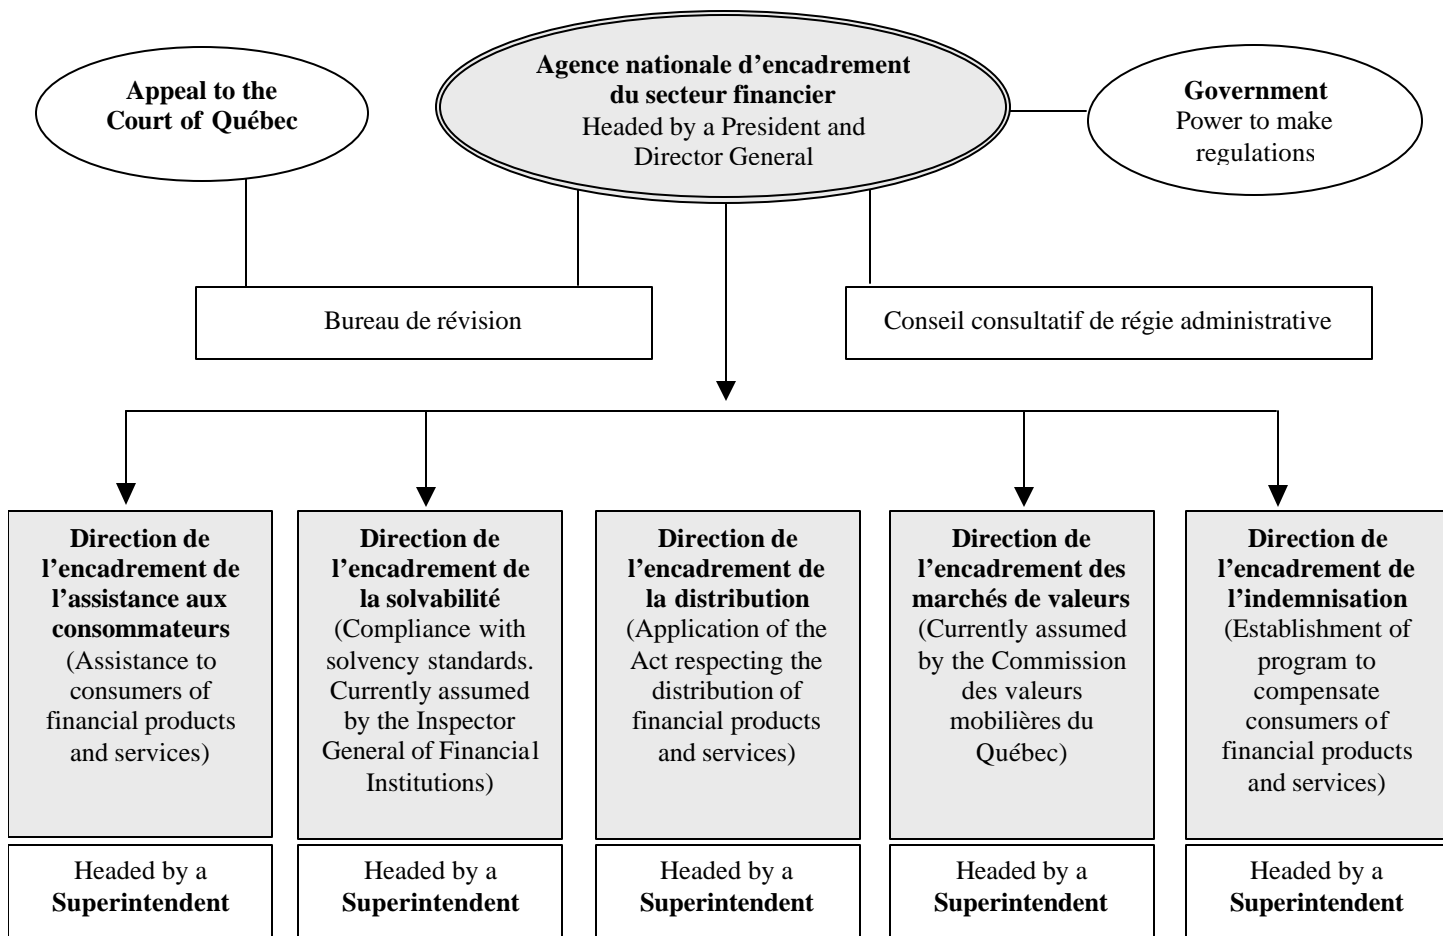 Appeal to the
Court of Québec
Agence nationale d'encadrement
du secteur financier
Headed by a President and
Director General
Government
Power to make
regulations
Bureau de révision
Conseil consultatif de régie administrative
Direction de
l'encadrement de
l'assistance aux
consommateurs
(Assistance to
consumers of
financial products
and services)
Direction de
l'encadrement de
la solvabilité
(Compliance with
solvency standards.
Currently assumed
by the Inspector
General of Financial
Institutions)
Direction de
l'encadrement de
la distribution
(Application of the
Act respecting the
distribution of
financial products
and services)
Direction de
l'encadrement des
marchés de valeurs
(Currently assumed
by the Commission
des valeurs
mobilières du
Québec)
Direction de
l'encadrement de
l'indemnisation
(Establishment of
program to
compensate
consumers of
financial products
and services)
Headed by a
Superintendent
Headed by a
Superintendent
Headed by a
Superintendent
Headed by a
Superintendent
Headed by a
Superintendent